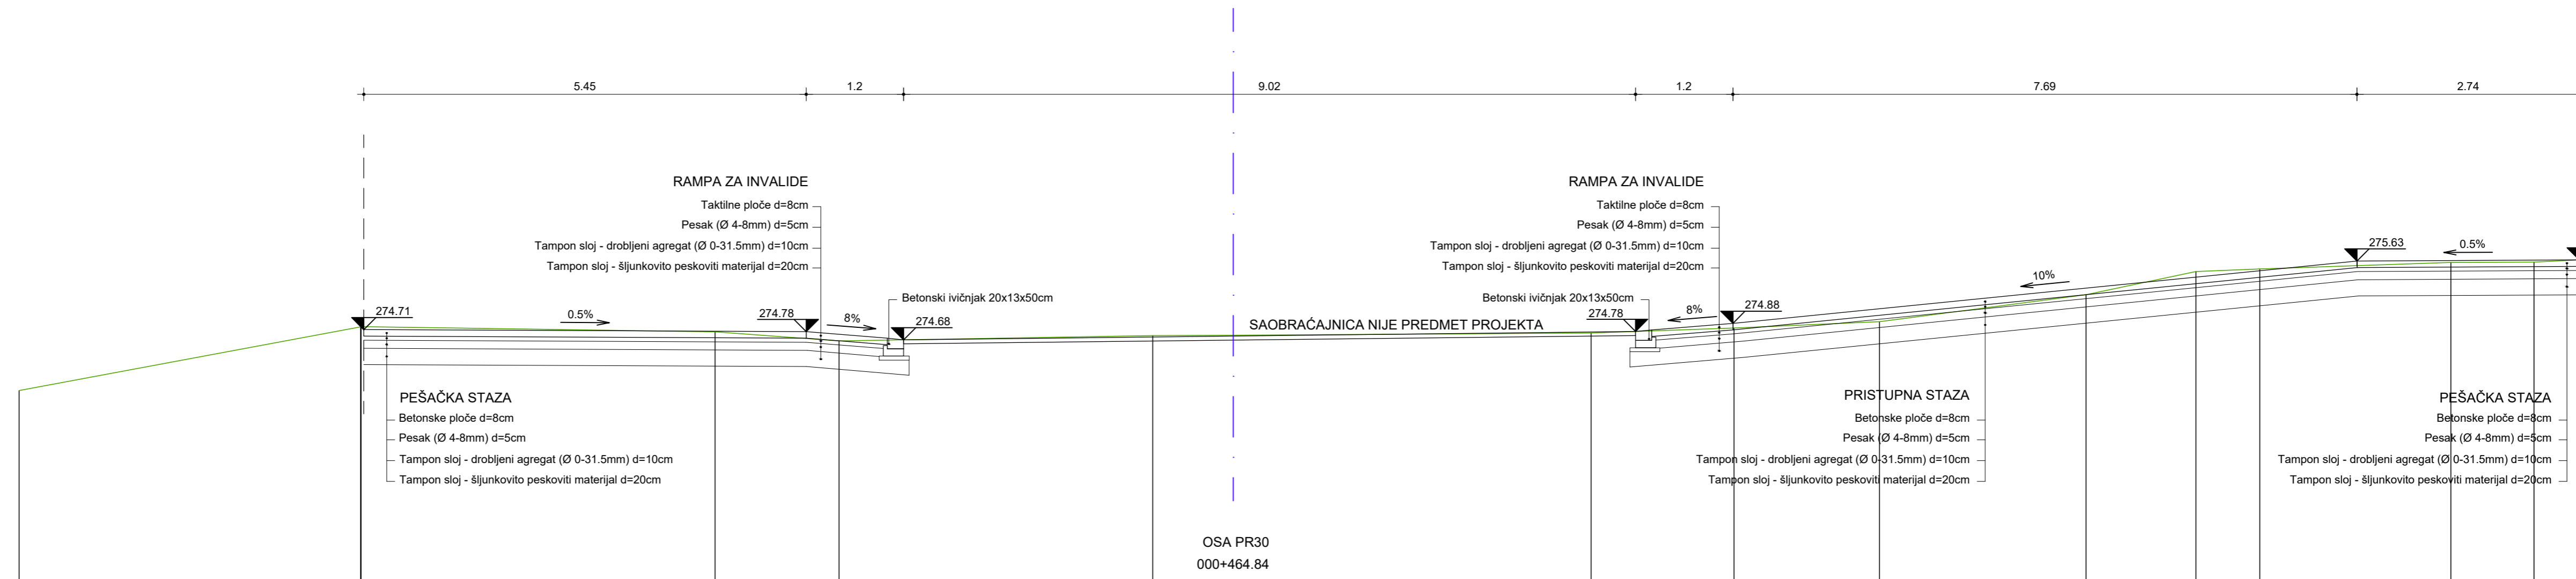 5.45
1.2
9.02
1.2
7.69
2.74
RAMPA ZA INVALIDE
Taktilne ploče d=8cm
Pesak (Ø 4-8mm) d=5cm
Tampon sloj - drobljeni agregat (Ø 0-31.5mm) d=10cm
Tampon sloj - šljunkovito peskoviti materijal d=20cm
Betonski ivičnjak 20x13x50cm
RAMPA ZA INVALIDE
Taktilne ploče d=8cm
Pesak (Ø 4-8mm) d=5cm
Tampon sloj - drobljeni agregat (Ø 0-31.5mm) d=10cm
Tampon sloj - šljunkovito peskoviti materijal d=20cm
Betonski ivičnjak 20x13x50cm
274.71
0.5%
274.78
8%
274.68
SAOBRAĆAJNICA NIJE PREDMET PROJEKTA
274.78
8%
274.88
10%
275.63
0.5%
PEŠAČKA STAZA
Betonske ploče d=8cm
Pesak (Ø 4-8mm) d=5cm
Tampon sloj - drobljeni agregat (Ø 0-31.5mm) d=10cm
Tampon sloj - šljunkovito peskoviti materijal d=20cm
PRISTUPNA STAZA
Betonske ploče d=8cm
Pesak (Ø 4-8mm) d=5cm
Tampon sloj - drobljeni agregat (Ø 0-31.5mm) d=10cm
Tampon sloj - šljunkovito peskoviti materijal d=20cm
PEŠAČKA STAZA
Betonske ploče d=8cm
Pesak (Ø 4-8mm) d=5cm
Tampon sloj - drobljeni agregat (Ø 0-31.5mm) d=10cm
Tampon sloj - šljunkovito peskoviti materijal d=20cm
OSA PR30
000+464.84